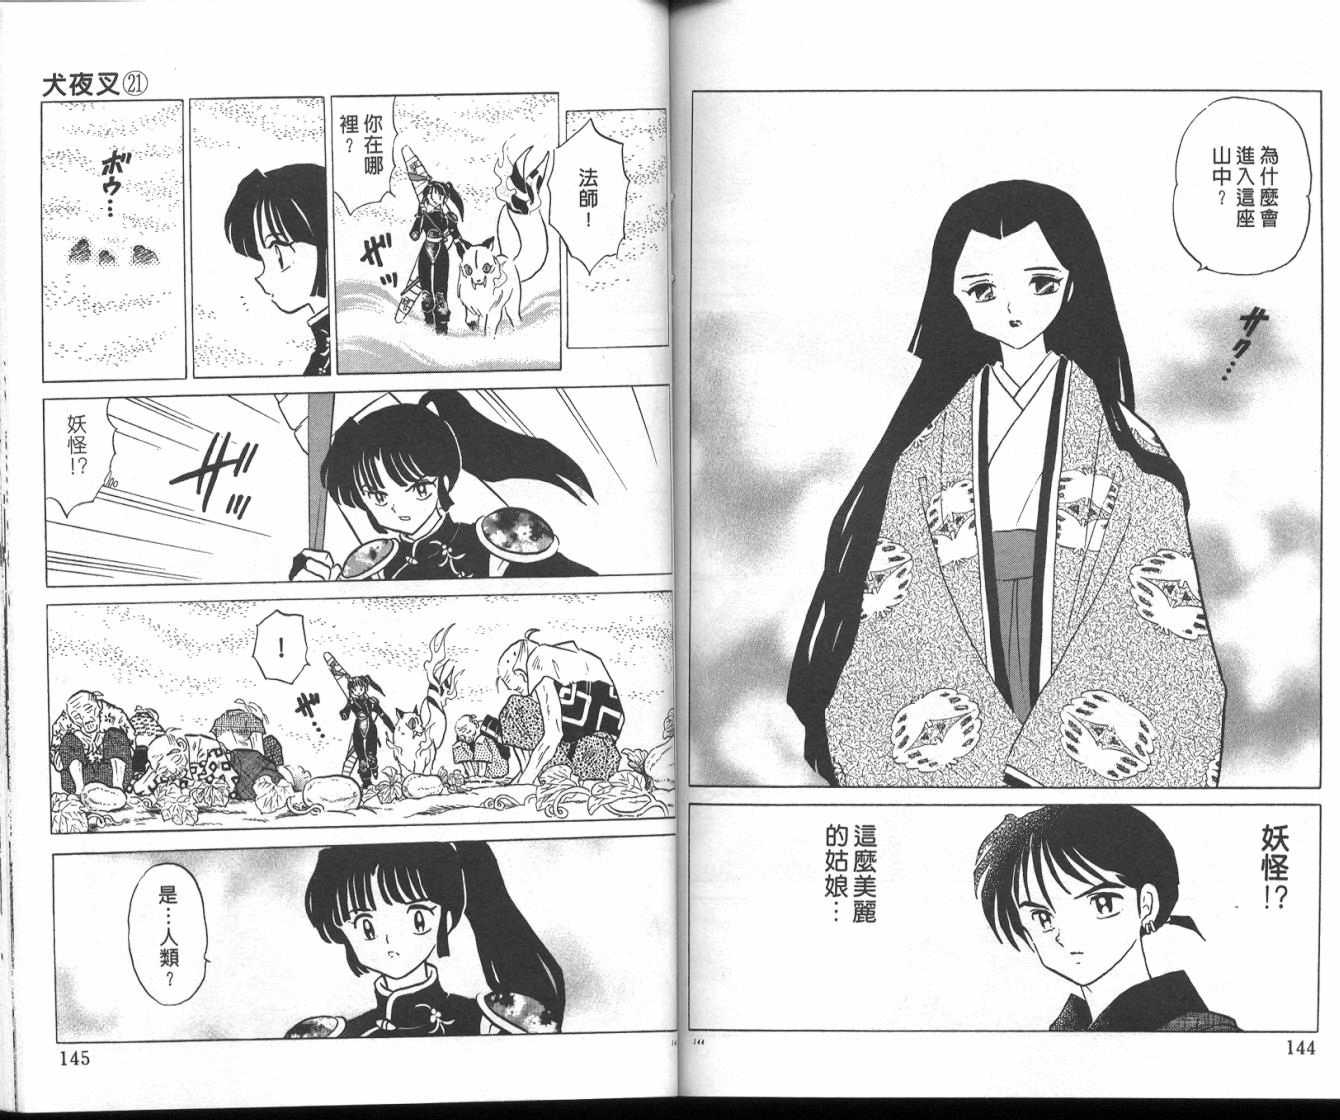 為什麼會
進入這座
山中？
サク…
妖怪!?
這麼美麗
的姑娘…
144
144
犬夜叉㉑
法師！
你在哪
裡？
ザッ
ボウ…
ザッ
妖怪!?
！
ザ…
是…人類？
145